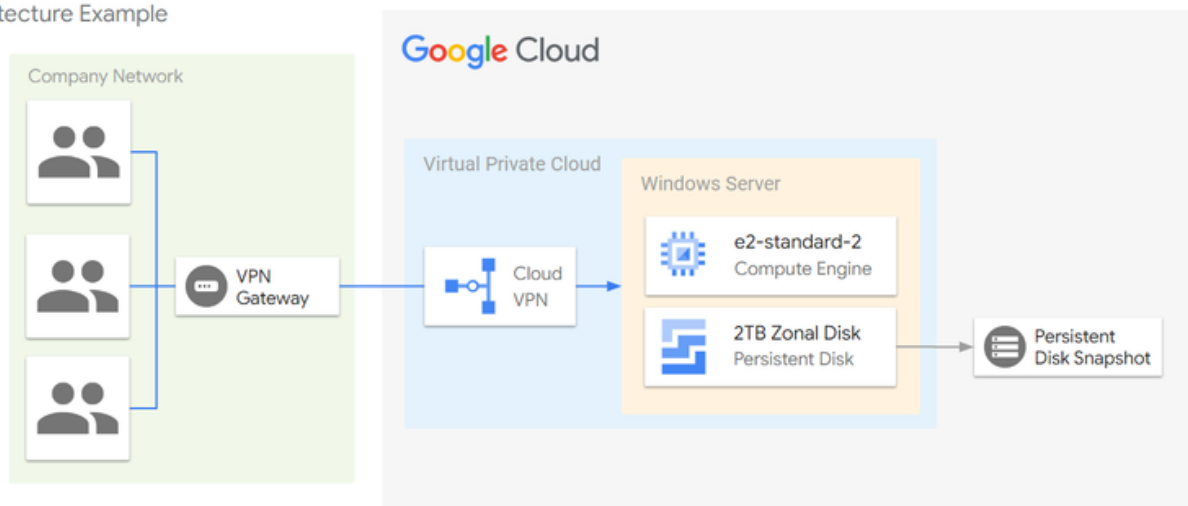 tecture Example
Company Network
VPN
Gateway
Google Cloud
Virtual Private Cloud
Cloud
VPN
Windows Server
e2-standard-2
Compute Engine
2TB Zonal Disk
Persistent Disk
Persistent
Disk Snapshot